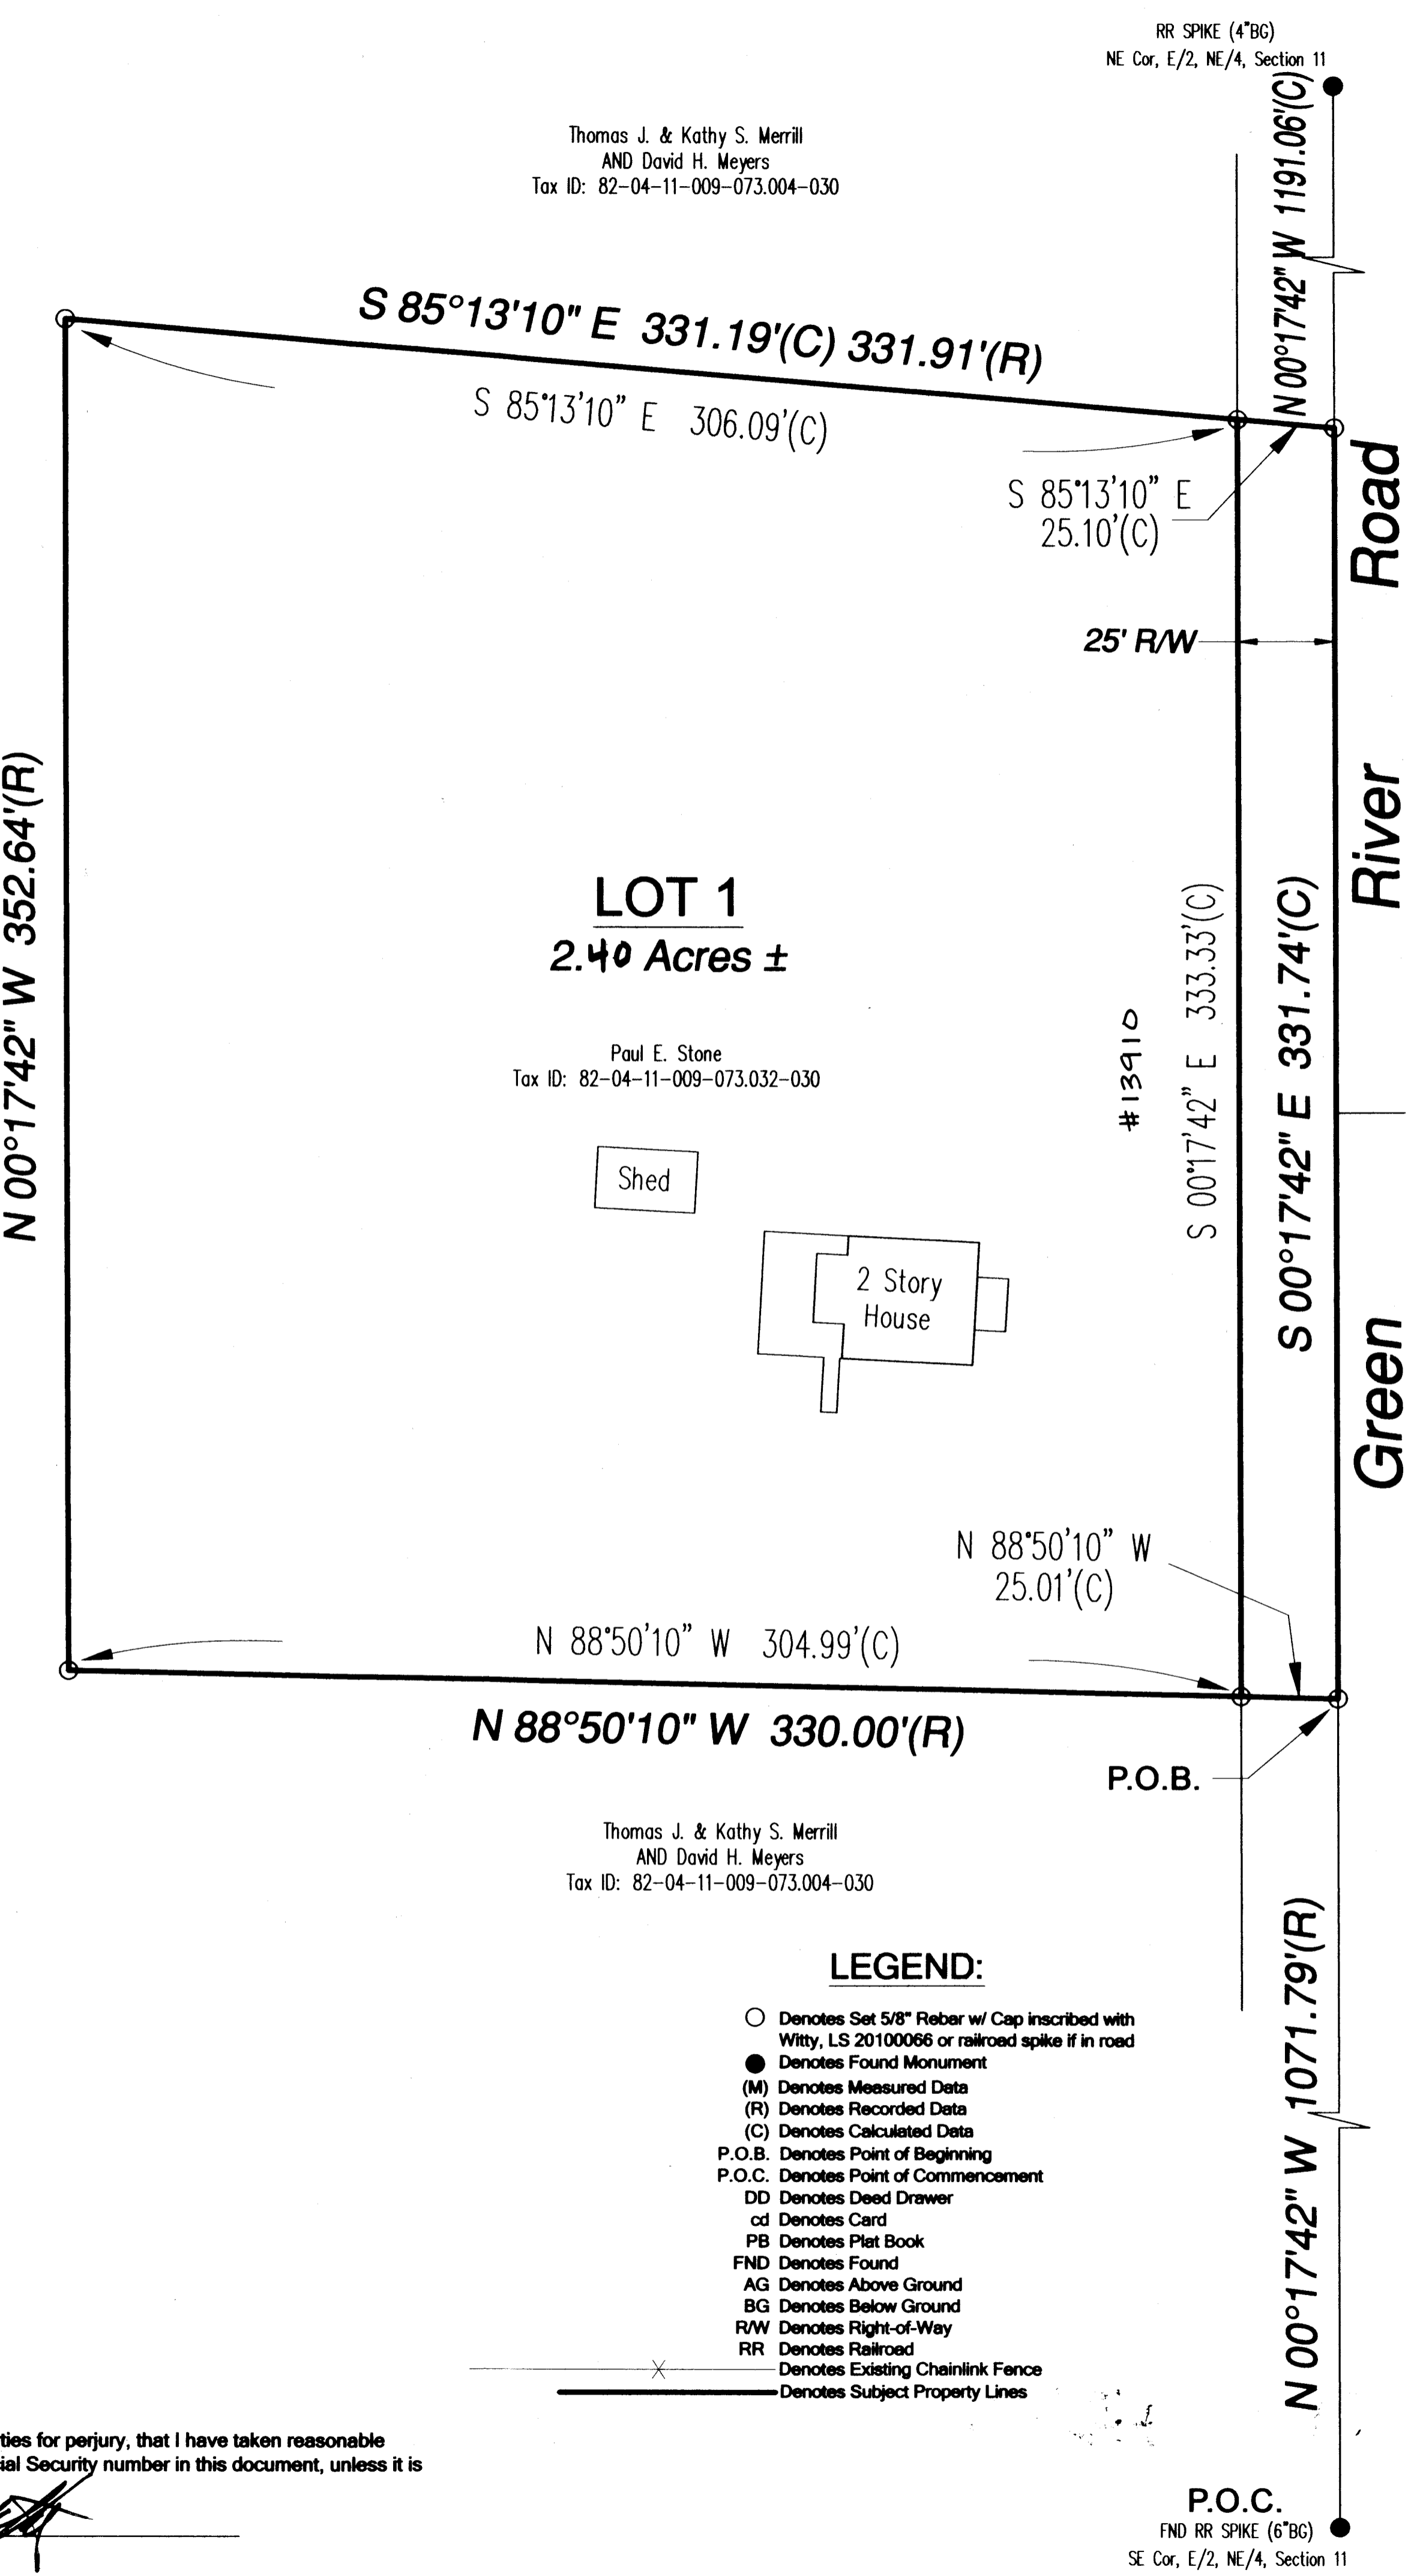 RR SPIKE (4"BG)
NE Cor, E/2, NE/4, Section 11
N 00°17'42" W 1191.06'(C)
Thomas J. & Kathy S. Merrill
AND David H. Meyers
Tax ID: 82-04-11-009-073.004-030
S 85°13'10" E 331.19'(C) 331.91'(R)
S 85°13'10" E 306.09'(C)
S 85°13'10" E
25.10'(C)
25' R/W
Green River Road
N 00°17'42" W 352.64'(R)
LOT 1
2.40 Acres ±
Paul E. Stone
Tax ID: 82-04-11-009-073.032-030
#13910
S 00°17'42" E 333.33'(C)
S 00°17'42" E 331.74'(C)
Shed
2 Story
House
N 88°50'10" W
25.01'(C)
N 88°50'10" W 304.99'(C)
N 88°50'10" W 330.00'(R)
P.O.B.
Thomas J. & Kathy S. Merrill
AND David H. Meyers
Tax ID: 82-04-11-009-073.004-030
N 00°17'42" W 1071.79'(R)
LEGEND:
Denotes Set 5/8" Rebar w/ Cap inscribed with
Witty, LS 20100066 or railroad spike if in road
Denotes Found Monument
(M) Denotes Measured Data
(R) Denotes Recorded Data
(C) Denotes Calculated Data
P.O.B. Denotes Point of Beginning
P.O.C. Denotes Point of Commencement
DD Denotes Deed Drawer
cd Denotes Card
PB Denotes Plat Book
FND Denotes Found
AG Denotes Above Ground
BG Denotes Below Ground
R/W Denotes Right-of-Way
RR Denotes Railroad
Denotes Existing Chainlink Fence
Denotes Subject Property Lines
ties for perjury, that I have taken reasonable
ial Security number in this document, unless it is
P.O.C.
FND RR SPIKE (6"BG)
SE Cor, E/2, NE/4, Section 11